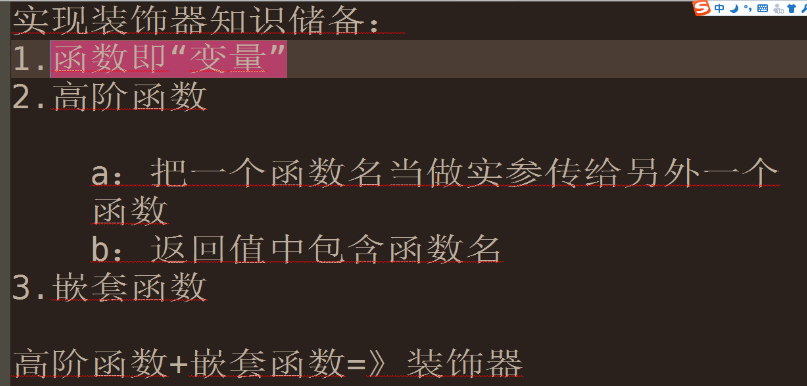 实现装饰器知识储备：
1.函数即“变量”
2.高阶函数
a：把一个函数名当做实参传给另外一个
函数
b：返回值中包含函数名
3.嵌套函数
高阶函数+嵌套函数=》装饰器
中